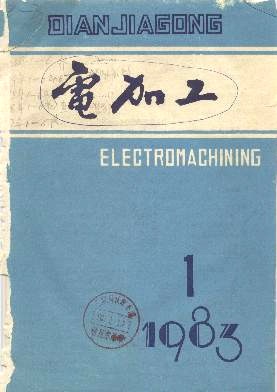 DIANJIAGONG
電加工
ELECTROMACHINING
1
1983